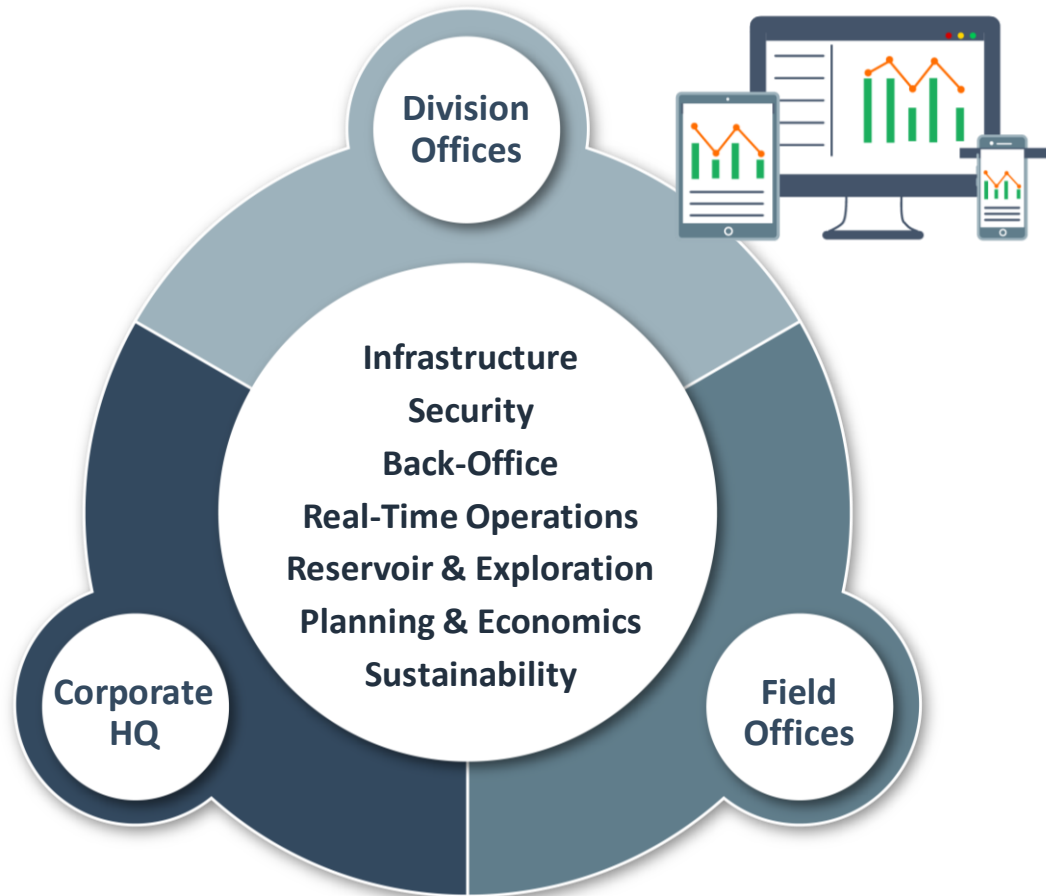 Division
Offices
Infrastructure
Security
Back-Office
Real-Time Operations
Reservoir & Exploration
Planning & Economics
Sustainability
Corporate
HQ
Field
Offices